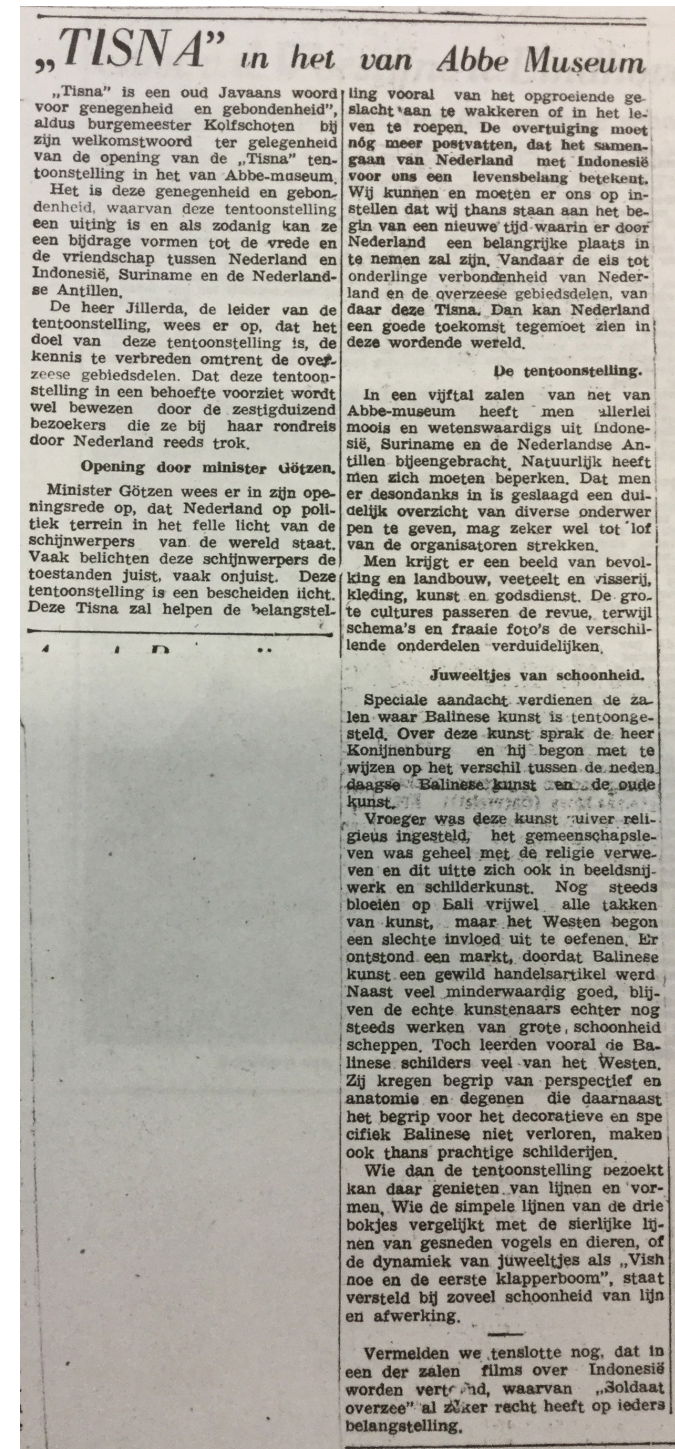 „TISNA” in het van Abbe Museum
„Tisna” is een oud Javaans woord
voor genegenheid en gebondenheid”,
aldus burgemeester Kolfschoten bij
zijn welkomstwoord ter gelegenheid
van de opening van de „Tisna” ten-
toonstelling in het van Abbe-museum.
Het is deze genegenheid en gebon-
denheid, waarvan deze tentoonstelling
een uiting is en als zodanig kan ze
een bijdrage vormen tot de vrede en
de vriendschap tussen Nederland en
Indonesië, Suriname en de Nederland-
se Antillen.
De heer Jillerda, de leider van de
tentoonstelling, wees er op, dat het
doel van deze tentoonstelling is, de
kennis te verbreden omtrent de over-
zeese gebiedsdelen. Dat deze tentoon-
stelling in een behoefte voorziet wordt
wel bewezen door de zestigduizend
bezoekers die ze bij haar rondreis
door Nederland reeds trok.
Opening door minister Götzen.
Minister Götzen wees er in zijn ope-
ningsrede op, dat Nederland op poli-
tiek terrein in het felle licht van de
schijnwerpers van de wereld staat.
Vaak belichten deze schijnwerpers de
toestanden juist, vaak onjuist. Deze
tentoonstelling is een bescheiden licht.
Deze Tisna zal helpen de belangstel-
ling vooral van het opgroeiende ge-
slacht aan te wakkeren of in het le-
ven te roepen. De overtuiging moet
nóg meer postvatten, dat het samen-
gaan van Nederland met Indonesië
voor ons een levensbelang betekent.
Wij kunnen en moeten er ons op in-
stellen dat wij thans staan aan het be-
gin van een nieuwe tijd waarin er door
Nederland een belangrijke plaats in
te nemen zal zijn. Vandaar de eis tot
onderlinge verbondenheid van Neder-
land en de overzeese gebiedsdelen, van
daar deze Tisna. Dan kan Nederland
een goede toekomst tegemoet zien in
deze wordende wereld.
De tentoonstelling.
In een vijftal zalen van het van
Abbe-museum heeft men allerlei
moois en wetenswaardigs uit Indone-
sië, Suriname en de Nederlandse An-
tillen bijeengebracht. Natuurlijk heeft
men zich moeten beperken. Dat men
er desondanks in is geslaagd een dui-
delijk overzicht van diverse onderwer
pen te geven, mag zeker wel tot lof
van de organisatoren strekken.
Men krijgt er een beeld van bevol-
king en landbouw, veeteelt en visserij,
kleding, kunst en godsdienst. De gro-
te cultures passeren de revue, terwijl
schema's en fraaie foto's de verschil-
lende onderdelen verduidelijken.
Juweeltjes van schoonheid.
Speciale aandacht verdienen de za-
len waar Balinese kunst is tentoonge-
steld. Over deze kunst sprak de heer
Konijnenburg en hij begon met te
wijzen op het verschil tussen de heden
daagse Balinese kunst en de oude
kunst.
Vroeger was deze kunst zuiver reli-
gieus ingesteld, het gemeenschapsle-
ven was geheel met de religie verwe-
ven en dit uitte zich ook in beeldsnij-
werk en schilderkunst. Nog steeds
bloeien op Bali vrijwel alle takken
van kunst, maar het Westen begon
een slechte invloed uit te oefenen. Er
ontstond een markt, doordat Balinese
kunst een gewild handelsartikel werd
Naast veel minderwaardig goed, blij-
ven de echte kunstenaars echter nog
steeds werken van grote schoonheid
scheppen. Toch leerden vooral de Ba-
linese schilders veel van het Westen.
Zij kregen begrip van perspectief en
anatomie en degenen die daarnaast
het begrip voor het decoratieve en spe
cifiek Balinese niet verloren, maken
ook thans prachtige schilderijen.
Wie dan de tentoonstelling bezoekt
kan daar genieten van lijnen en vor-
men. Wie de simpele lijnen van de drie
bokjes vergelijkt met de sierlijke lij-
nen van gesneden vogels en dieren, of
de dynamiek van juweeltjes als „Vish
noe en de eerste klapperboom”, staat
versteld bij zoveel schoonheid van lijn
en afwerking.
Vermelden we tenslotte nog, dat in
een der zalen films over Indonesië
worden vertoond, waarvan „Soldaat
overzee” al zeker recht heeft op ieders
belangstelling.